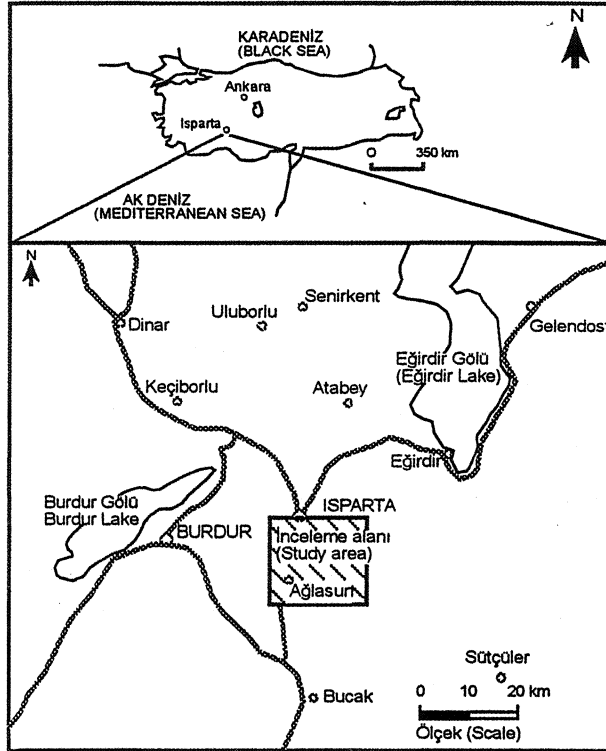 N
KARADENİZ
(BLACK SEA)
Ankara
Isparta
350 km
AK DENİZ
(MEDITERRANEAN SEA)
N
Senirkent
Uluborlu
Dinar
Gelendost
Eğirdir Gölü
(Eğirdir Lake)
Keçiborlu
Atabey
Eğirdir
ISPARTA
Burdur Gölü
Burdur Lake
BURDUR
İnceleme alanı
(Study area)
Ağlasun
Sütçüler
Bucak
0 10 20 km
Ölçek (Scale)